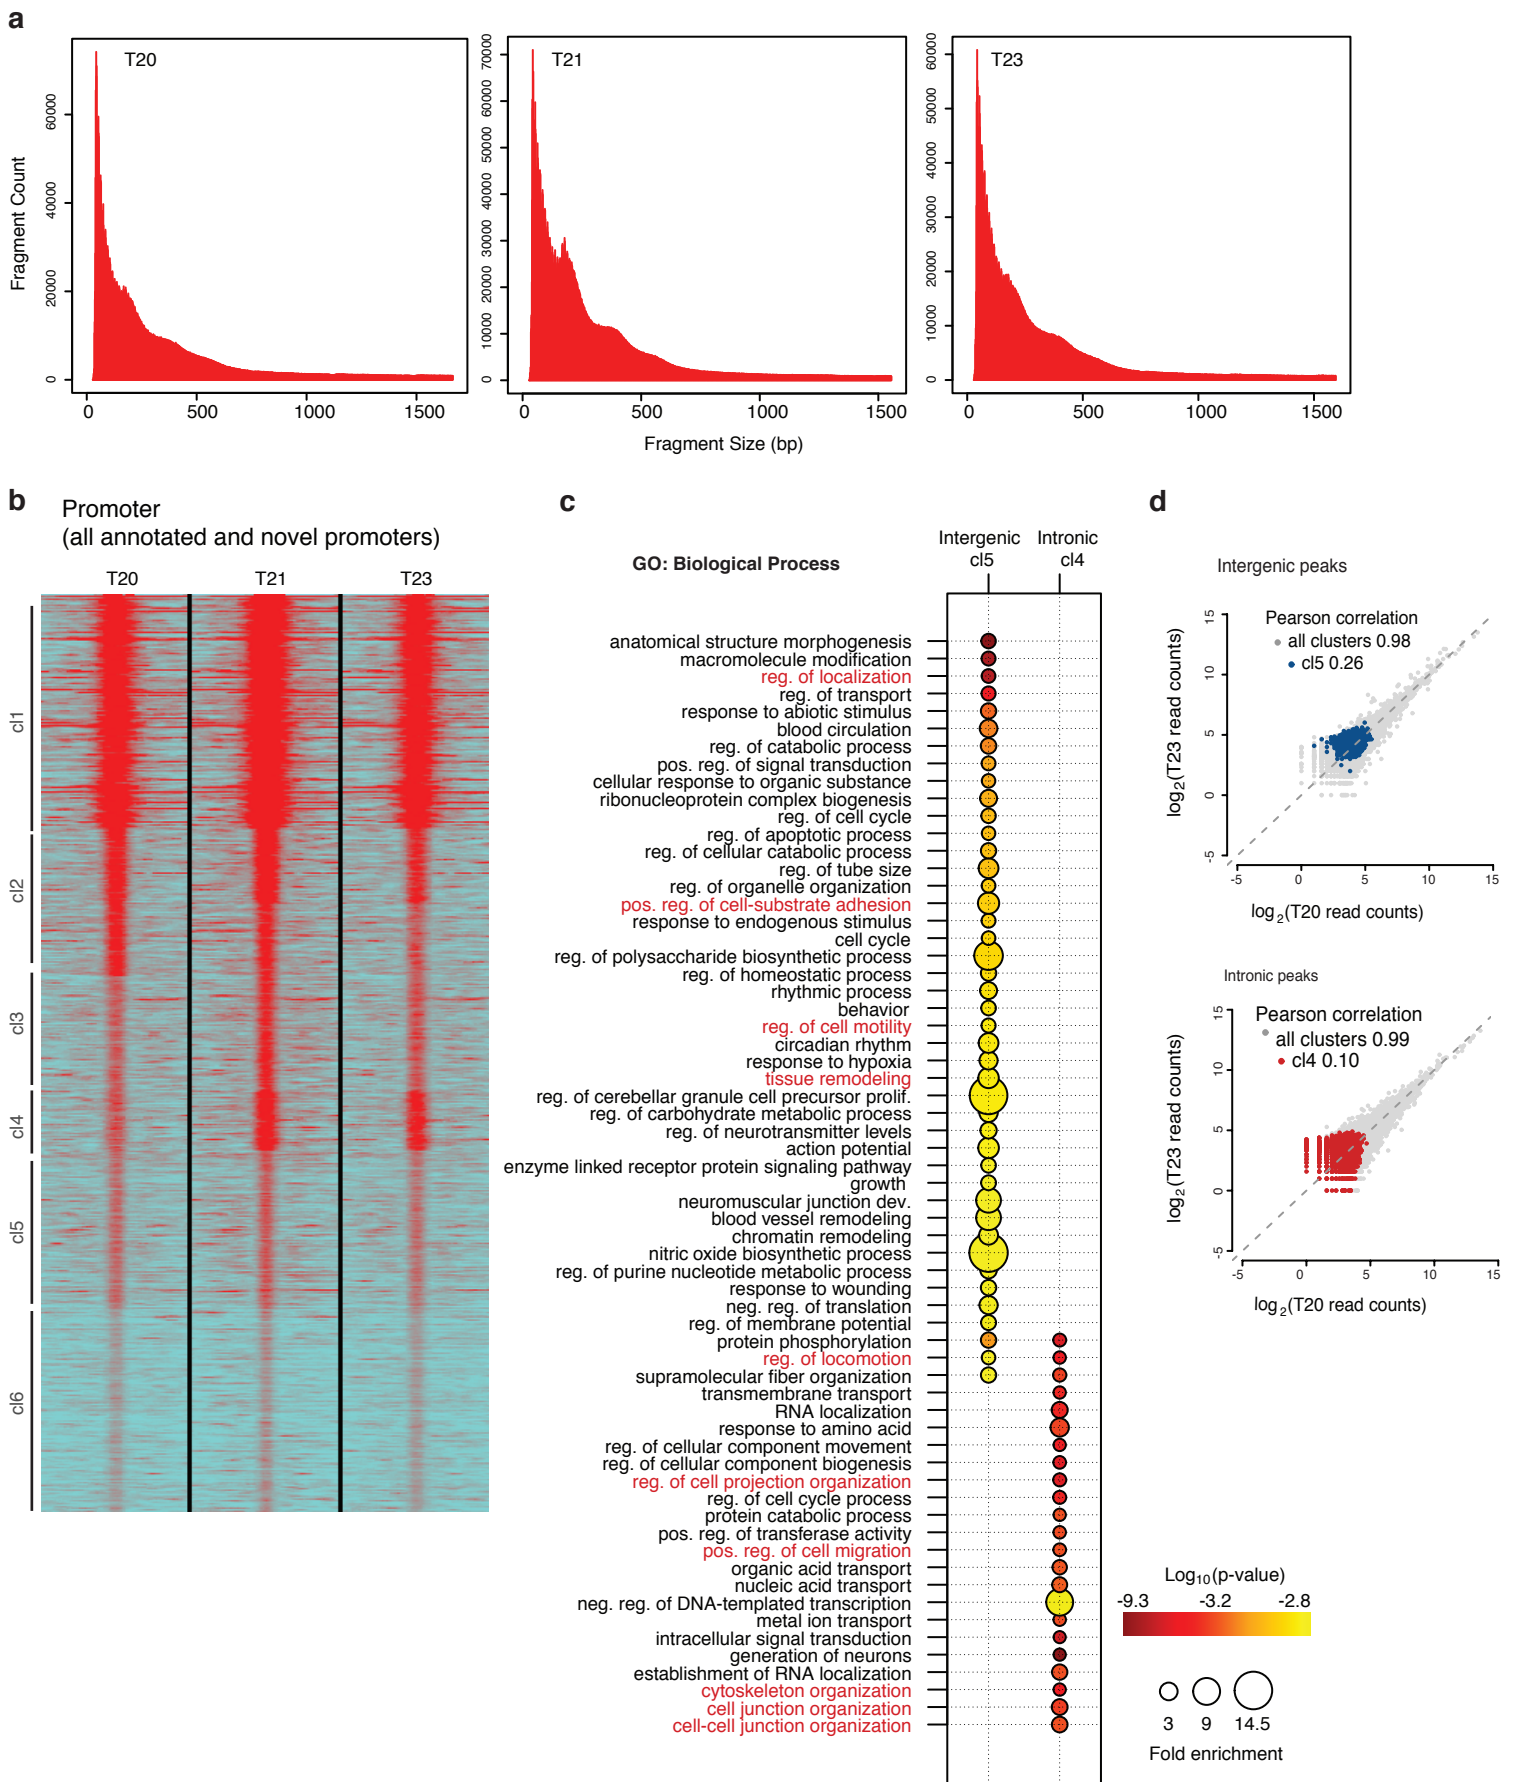 a
T20
T21
T23
Fragment Count
0
20000
40000
60000
0
10000
20000
30000
40000
50000
60000
70000
0
10000
20000
30000
40000
50000
60000
0
500
1000
1500
0
500
1000
1500
0
500
1000
1500
Fragment Size (bp)
b
Promoter
(all annotated and novel promoters)
T20
T21
T23
cl1
cl2
cl3
cl4
cl5
cl6
c
GO: Biological Process
Intergenic
cl5
Intronic
cl4
anatomical structure morphogenesis
macromolecule modification
reg. of localization
reg. of transport
response to abiotic stimulus
blood circulation
reg. of catabolic process
pos. reg. of signal transduction
cellular response to organic substance
ribonucleoprotein complex biogenesis
reg. of cell cycle
reg. of apoptotic process
reg. of cellular catabolic process
reg. of tube size
reg. of organelle organization
pos. reg. of cell-substrate adhesion
response to endogenous stimulus
cell cycle
reg. of polysaccharide biosynthetic process
reg. of homeostatic process
rhythmic process
behavior
reg. of cell motility
circadian rhythm
response to hypoxia
tissue remodeling
reg. of cerebellar granule cell precursor prolif.
reg. of carbohydrate metabolic process
reg. of neurotransmitter levels
action potential
enzyme linked receptor protein signaling pathway
growth
neuromuscular junction dev.
blood vessel remodeling
chromatin remodeling
nitric oxide biosynthetic process
reg. of purine nucleotide metabolic process
response to wounding
neg. reg. of translation
reg. of membrane potential
protein phosphorylation
reg. of locomotion
supramolecular fiber organization
transmembrane transport
RNA localization
response to amino acid
reg. of cellular component movement
reg. of cellular component biogenesis
reg. of cell projection organization
reg. of cell cycle process
protein catabolic process
pos. reg. of transferase activity
pos. reg. of cell migration
organic acid transport
nucleic acid transport
neg. reg. of DNA-templated transcription
metal ion transport
intracellular signal transduction
generation of neurons
establishment of RNA localization
cytoskeleton organization
cell junction organization
cell-cell junction organization
Log10(p-value)
-9.3
-3.2
-2.8
3
9
14.5
Fold enrichment
d
Intergenic peaks
Pearson correlation
all clusters 0.98
cl5 0.26
log2(T23 read counts)
-5
0
5
10
15
-5
0
5
10
15
log2(T20 read counts)
Intronic peaks
Pearson correlation
all clusters 0.99
cl4 0.10
log2(T23 read counts)
-5
0
5
10
15
-5
0
5
10
15
log2(T20 read counts)